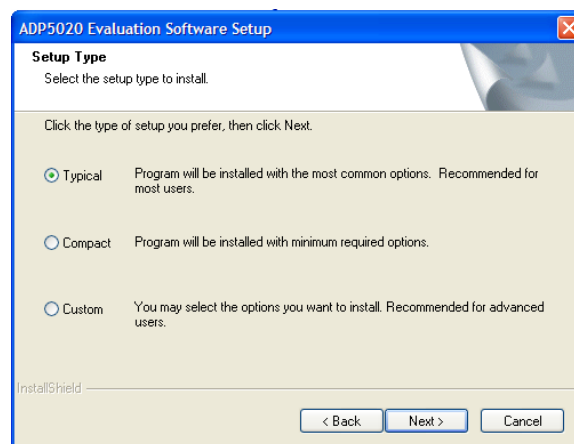 ADP5020 Evaluation Software Setup
Setup Type
Select the setup type to install.
Click the type of setup you prefer, then click Next.
Typical
Program will be installed with the most common options. Recommended for
most users.
Compact
Program will be installed with minimum required options.
Custom
You may select the options you want to install. Recommended for advanced
users.
InstallShield
< Back
Next >
Cancel